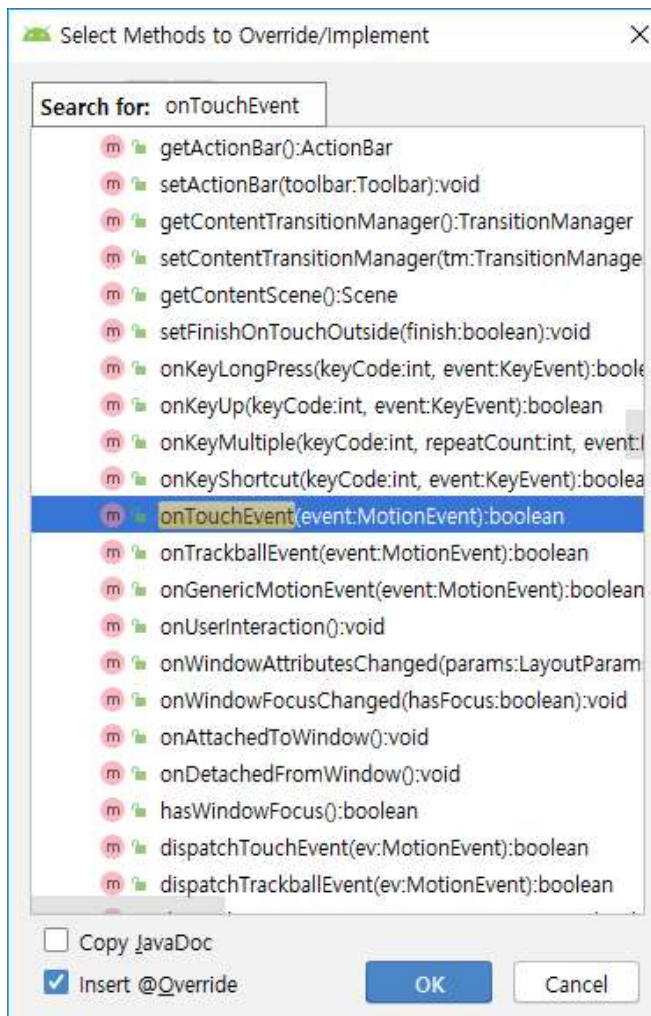 Select Methods to Override/Implement
Search for: onTouchEvent
getActionBar():ActionBar
setActionBar(toolbar:Toolbar):void
getContentTransitionManager():TransitionManager
setContentTransitionManager(tm:TransitionManage
getContentScene():Scene
setFinishOnTouchOutside(finish:boolean):void
onKeyLongPress(keyCode:int, event:KeyEvent):boole
onKeyUp(keyCode:int, event:KeyEvent):boolean
onKeyMultiple(keyCode:int, repeatCount:int, event:
onKeyShortcut(keyCode:int, event:KeyEvent):boolea
onTouchEvent(event:MotionEvent):boolean
onTrackballEvent(event:MotionEvent):boolean
onGenericMotionEvent(event:MotionEvent):boolean
onUserInteraction():void
onWindowAttributesChanged(params:LayoutParam
onWindowFocusChanged(hasFocus:boolean):void
onAttachedToWindow():void
onDetachedFromWindow():void
hasWindowFocus():boolean
dispatchTouchEvent(ev:MotionEvent):boolean
dispatchTrackballEvent(ev:MotionEvent):boolean
Copy JavaDoc
Insert @Override
OK Cancel